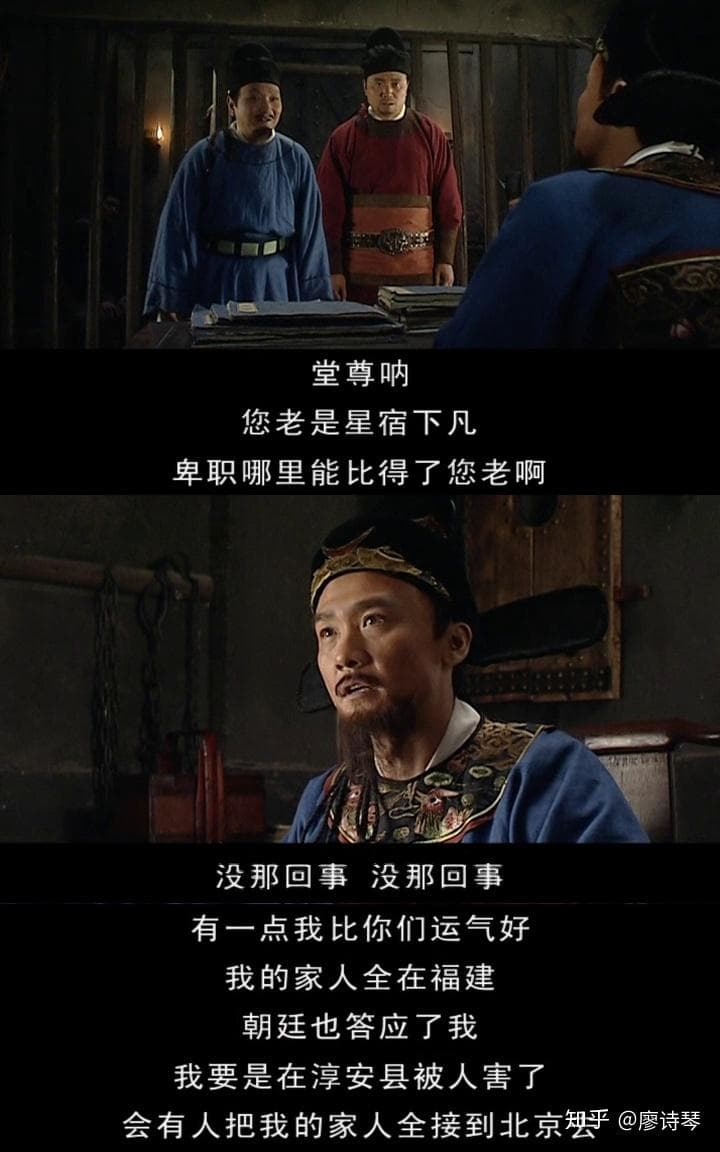 堂尊呐
您老是星宿下凡
卑职哪里能比得了您老啊
没那回事 没那回事
有一点我比你们运气好
我的家人全在福建
朝廷也答应了我
我要是在淳安县被人害了
会有人把我的家人全接到北京去
知乎 @廖诗琴